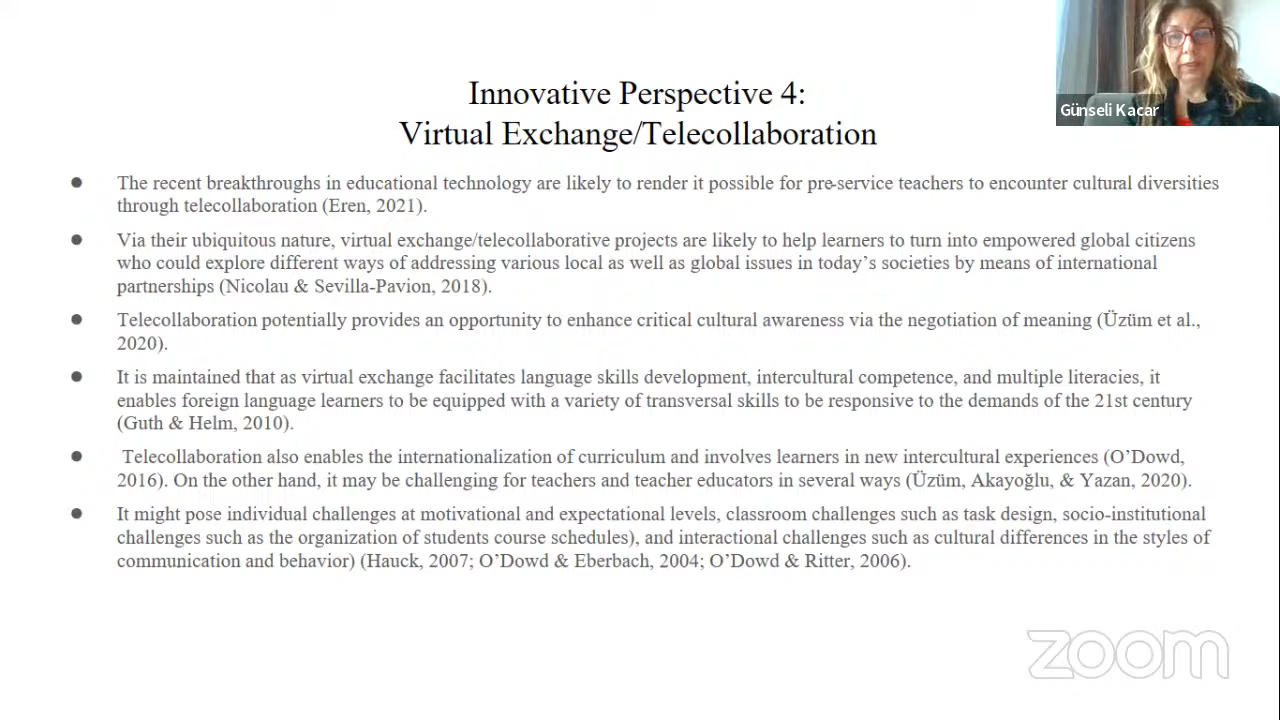 Innovative Perspective 4:
Virtual Exchange/Telecollaboration
Günseli Kacar
● The recent breakthroughs in educational technology are likely to render it possible for pre-service teachers to encounter cultural diversities
through telecollaboration (Eren, 2021).
● Via their ubiquitous nature, virtual exchange/telecollaborative projects are likely to help learners to turn into empowered global citizens
who could explore different ways of addressing various local as well as global issues in today’s societies by means of international
partnerships (Nicolau & Sevilla-Pavion, 2018).
● Telecollaboration potentially provides an opportunity to enhance critical cultural awareness via the negotiation of meaning (Üzüm et al.,
2020).
● It is maintained that as virtual exchange facilitates language skills development, intercultural competence, and multiple literacies, it
enables foreign language learners to be equipped with a variety of transversal skills to be responsive to the demands of the 21st century
(Guth & Helm, 2010).
● Telecollaboration also enables the internationalization of curriculum and involves learners in new intercultural experiences (O’Dowd,
2016). On the other hand, it may be challenging for teachers and teacher educators in several ways (Üzüm, Akayoğlu, & Yazan, 2020).
● It might pose individual challenges at motivational and expectational levels, classroom challenges such as task design, socio-institutional
challenges such as the organization of students course schedules), and interactional challenges such as cultural differences in the styles of
communication and behavior) (Hauck, 2007; O’Dowd & Eberbach, 2004; O’Dowd & Ritter, 2006).
zoom